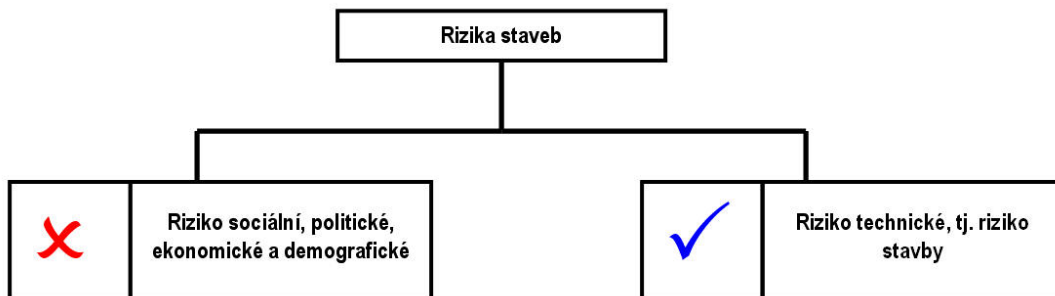 Rizika staveb
Riziko sociální, politické,
ekonomické a demografické
Riziko technické, tj. riziko
stavby